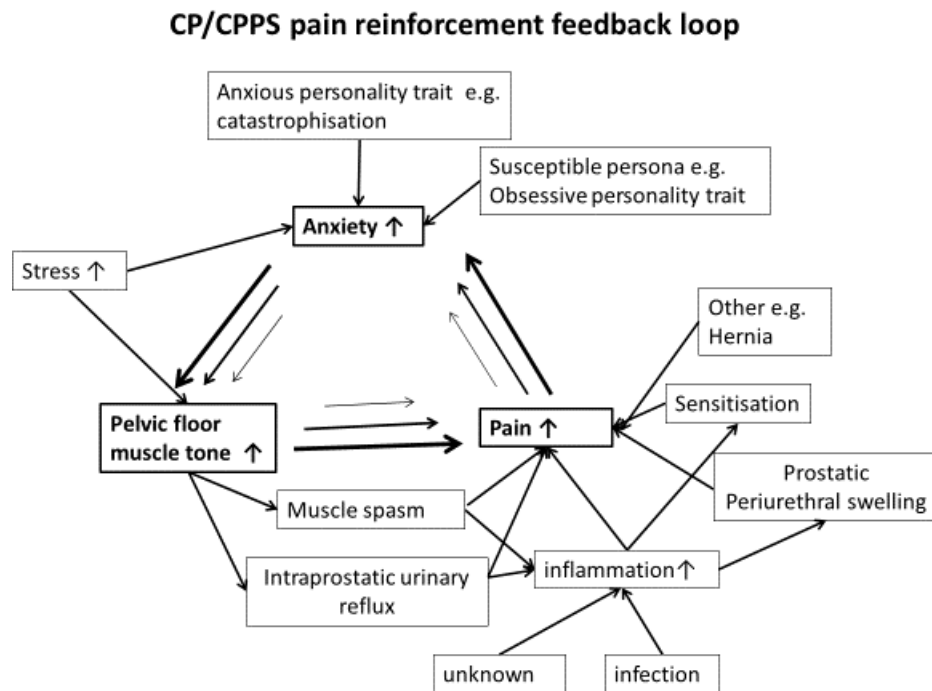 CP/CPPS pain reinforcement feedback loop
Anxious personality trait e.g.
catastrophisation
Susceptible persona e.g.
Obsessive personality trait
Anxiety ↑
Stress ↑
Other e.g.
Hernia
Sensitisation
Pelvic floor
muscle tone ↑
Pain ↑
Prostatic
Periurethral swelling
Muscle spasm
Intraprostatic urinary
reflux
inflammation↑
unknown
infection